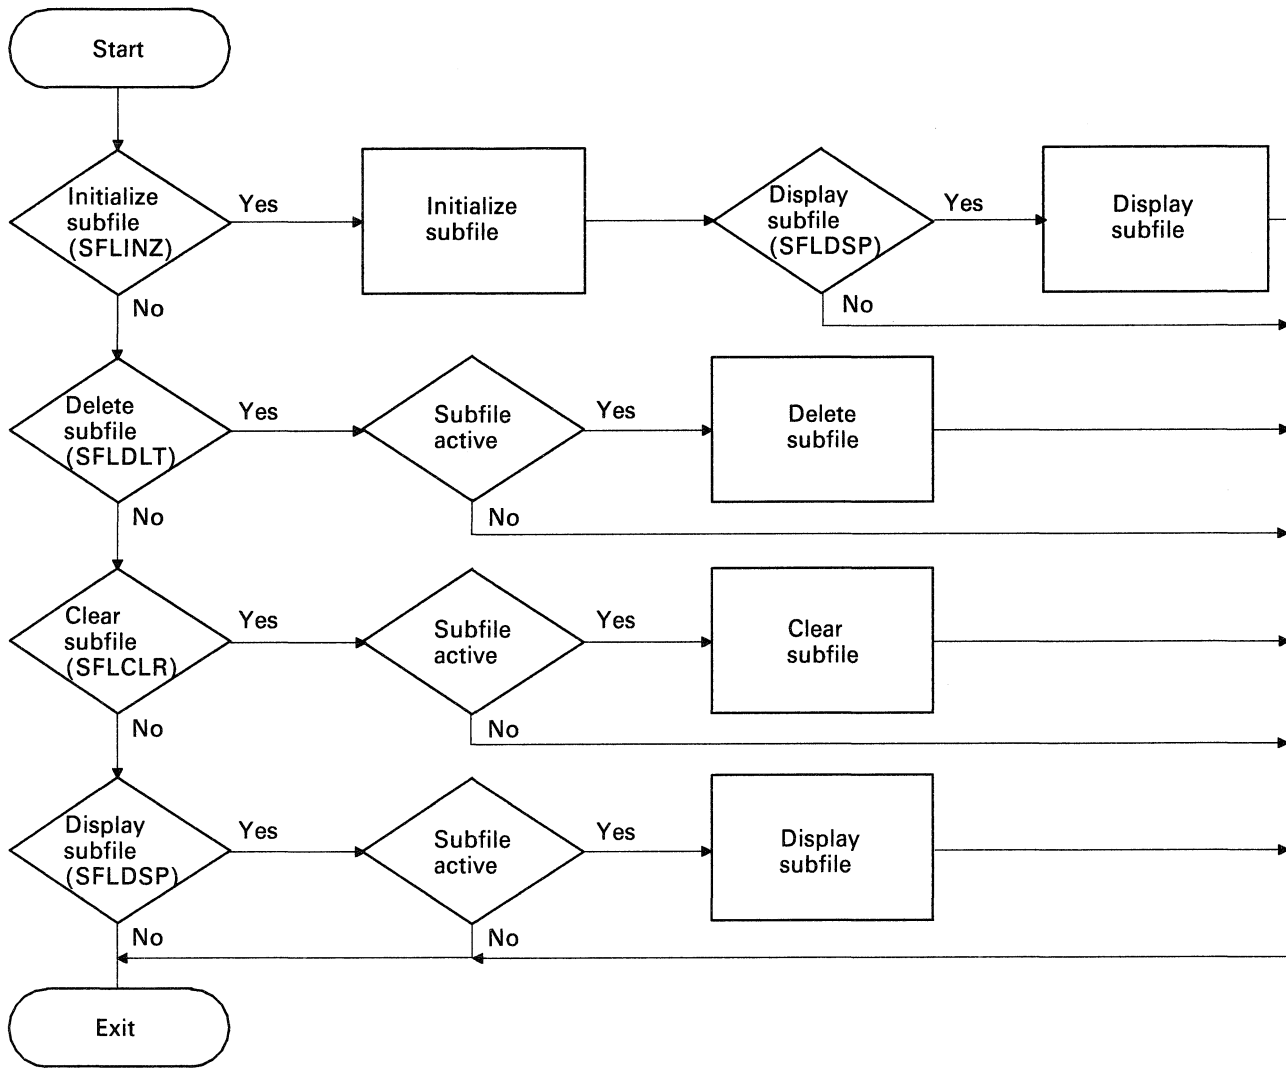 Start
Initialize
subfile
(SFLINZ)
Yes
Initialize
subfile
Display
subfile
(SFLDSP)
Yes
Display
subfile
No
No
Delete
subfile
(SFLDLT)
Yes
Subfile
active
Yes
Delete
subfile
No
No
Clear
subfile
(SFLCLR)
Yes
Subfile
active
Yes
Clear
subfile
No
No
Display
subfile
(SFLDSP)
Yes
Subfile
active
Yes
Display
subfile
No
No
Exit